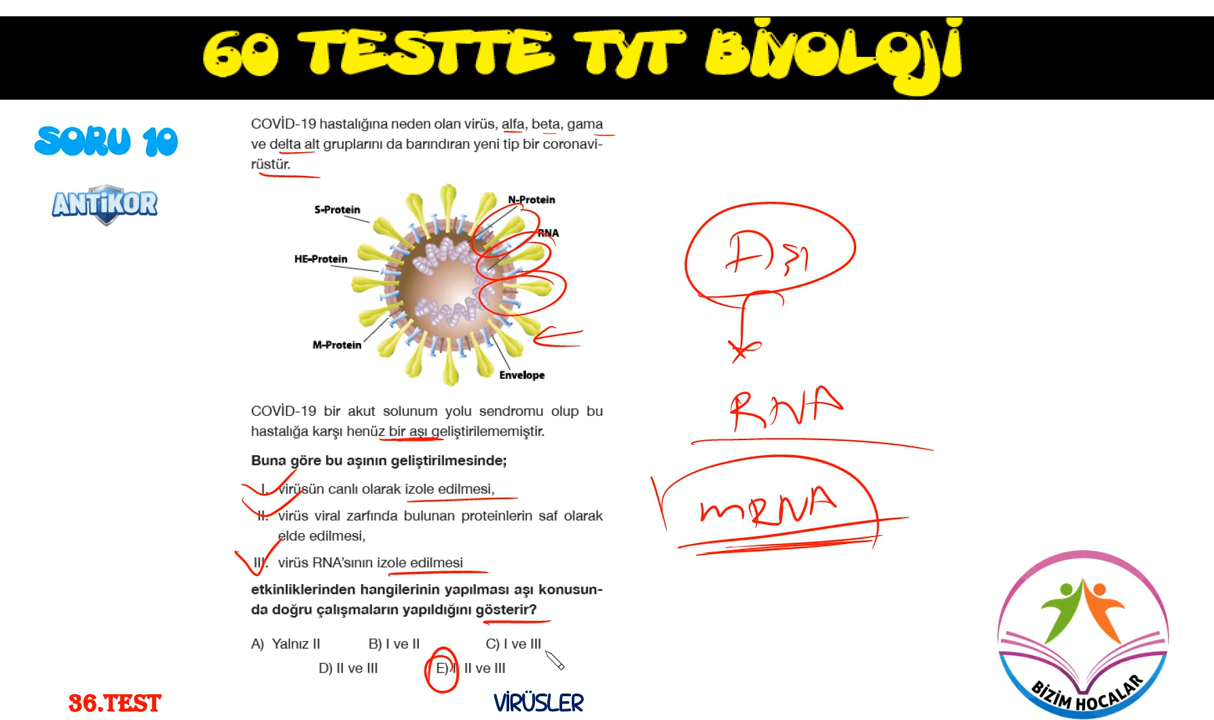 60 TESTTE TYT BİYOLOJİ
SORU 10
ANTİKOR
COVİD-19 hastalığına neden olan virüs, alfa, beta, gama
ve delta alt gruplarını da barındıran yeni tip bir coronavi-
rüstür.
N-Protein
S-Protein
RNA
HE-Protein
M-Protein
Envelope
Aşı
RNA
mRNA
COVİD-19 bir akut solunum yolu sendromu olup bu
hastalığa karşı henüz bir aşı geliştirilememiştir.
Buna göre bu aşının geliştirilmesinde;
I. virüsün canlı olarak izole edilmesi,
II. virüs viral zarfında bulunan proteinlerin saf olarak
elde edilmesi,
III. virüs RNA'sının izole edilmesi
etkinliklerinden hangilerinin yapılması aşı konusun-
da doğru çalışmaların yapıldığını gösterir?
A) Yalnız II B) I ve II C) I ve III
D) II ve III E) I II ve III
36.TEST
VİRÜSLER
BİZİM HOCALAR